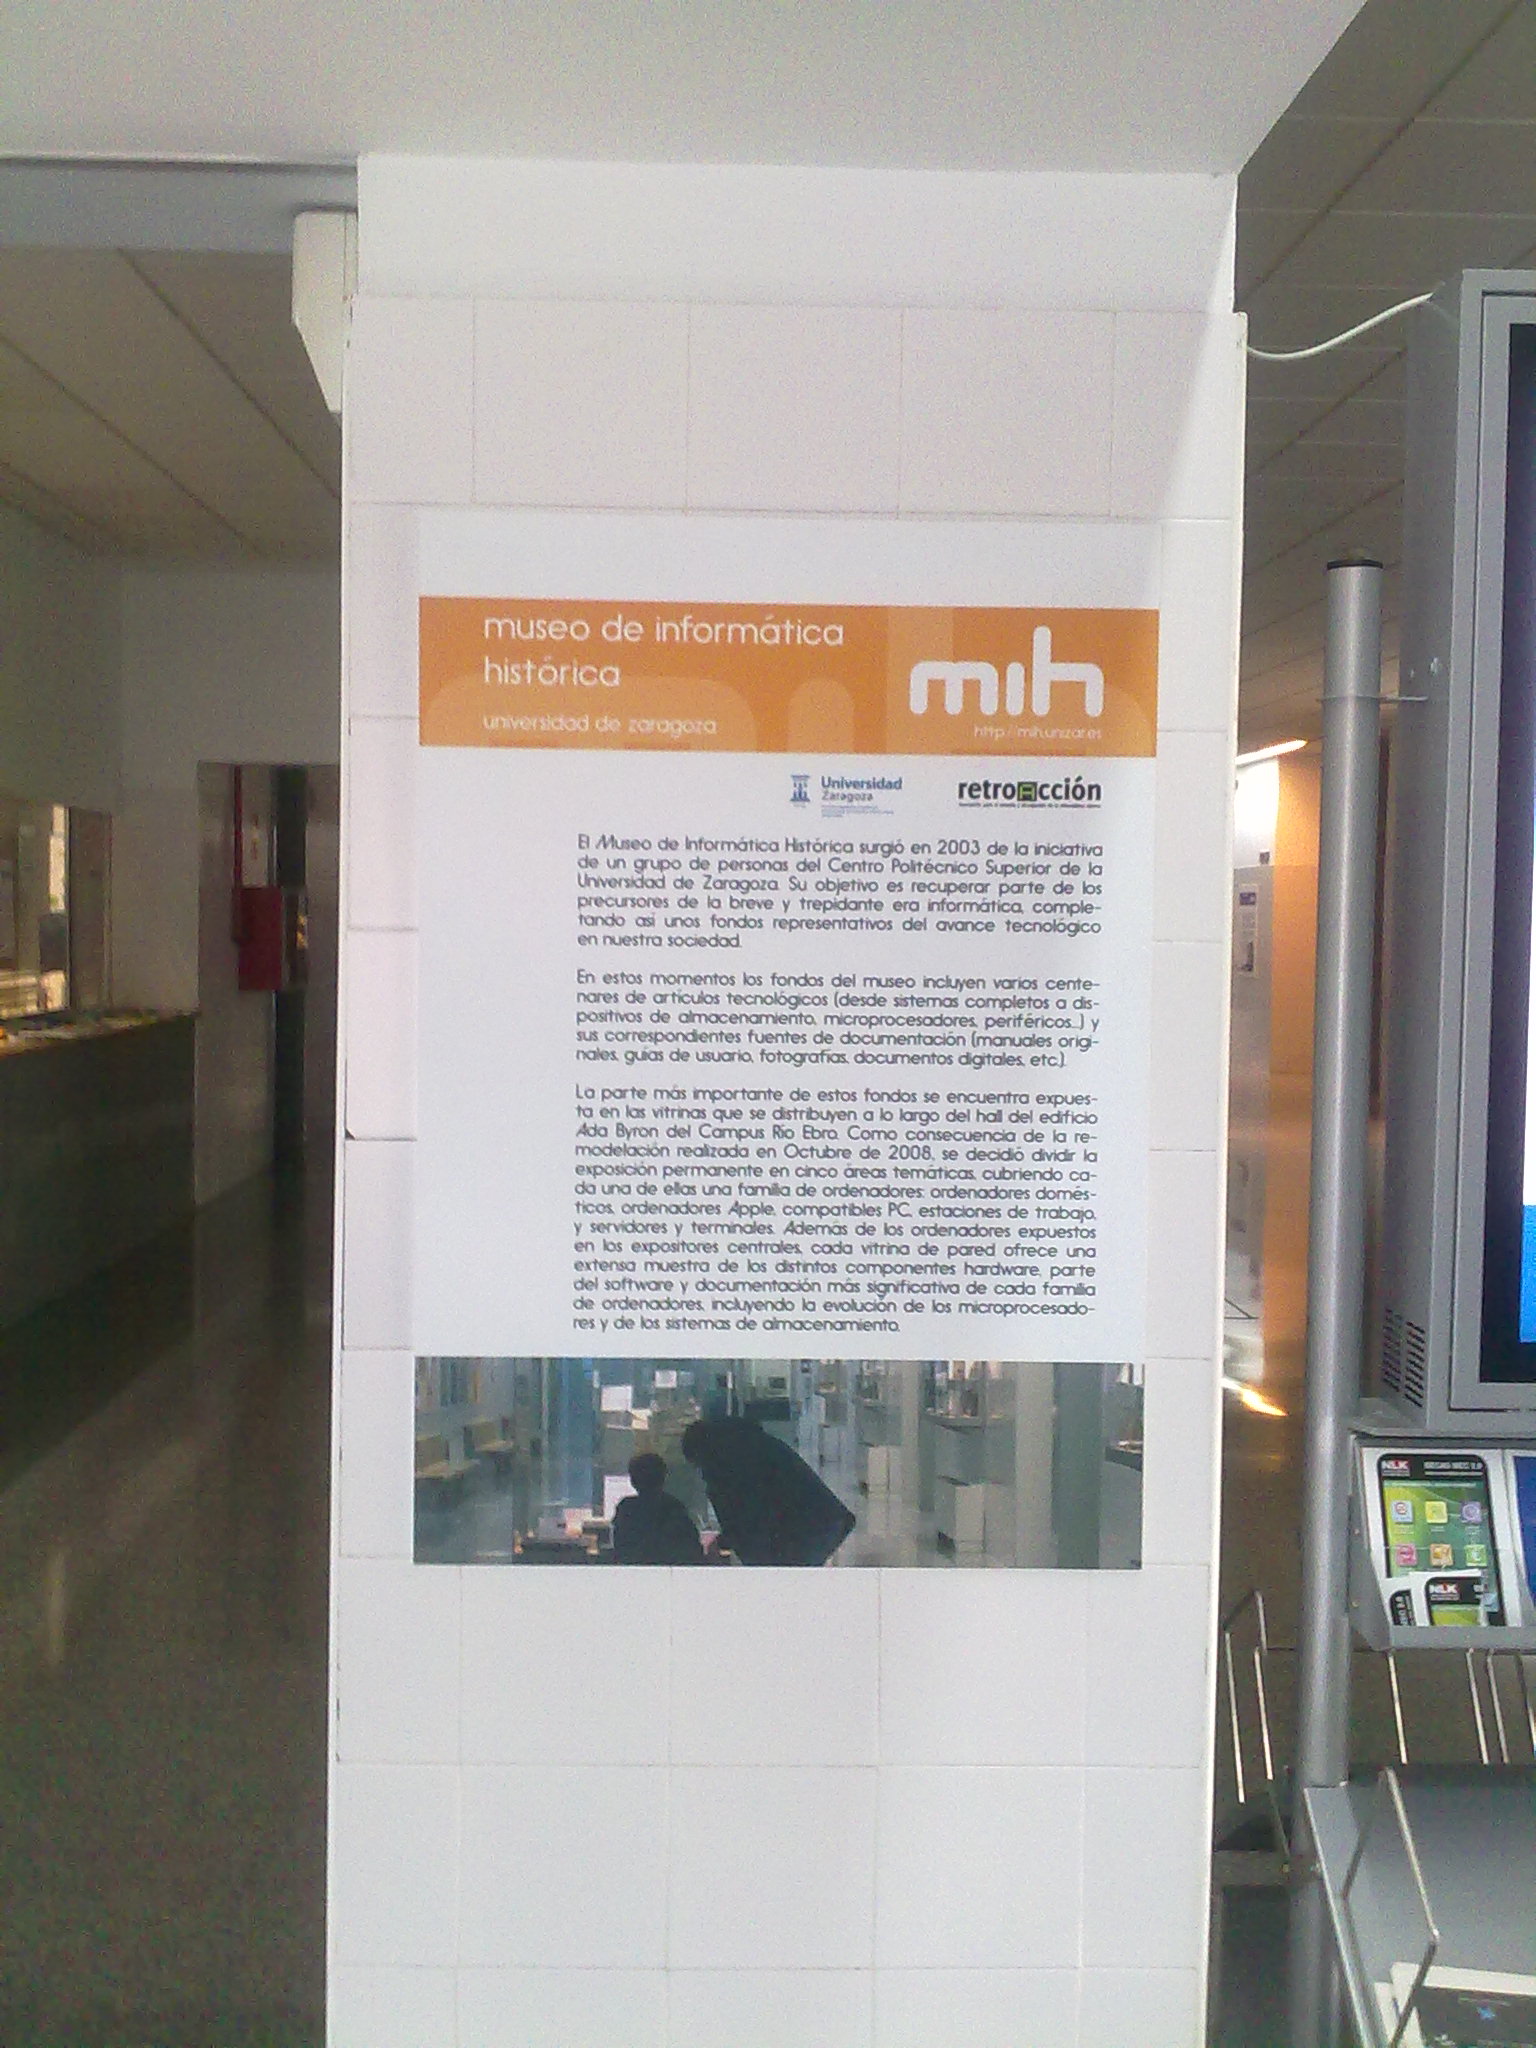 museo de informática
histórica
universidad de zaragoza
mih
http://mih.unizar.es
Universidad
Zaragoza
retroacción
El Museo de Informática Histórica surgió en 2003 de la iniciativa
de un grupo de personas del Centro Politécnico Superior de la
Universidad de Zaragoza. Su objetivo es recuperar parte de los
precursores de la breve y trepidante era informática, comple-
tando así unos fondos representativos del avance tecnológico
en nuestra sociedad.
En estos momentos los fondos del museo incluyen varios cente-
nares de artículos tecnológicos (desde sistemas completos a dis-
positivos de almacenamiento, microprocesadores, periféricos...) y
sus correspondientes fuentes de documentación (manuales origi-
nales, guías de usuario, fotografías, documentos digitales, etc.).
La parte más importante de estos fondos se encuentra expues-
ta en las vitrinas que se distribuyen a lo largo del hall del edificio
Ada Byron del Campus Río Ebro. Como consecuencia de la re-
modelación realizada en Octubre de 2008, se decidió dividir la
exposición permanente en cinco áreas temáticas, cubriendo ca-
da una de ellas una familia de ordenadores: ordenadores domés-
ticos, ordenadores Apple, compatibles PC, estaciones de trabajo,
y servidores y terminales. Además de los ordenadores expuestos
en los expositores centrales, cada vitrina de pared ofrece una
extensa muestra de los distintos componentes hardware, parte
del software y documentación más significativa de cada familia
de ordenadores, incluyendo la evolución de los microprocesado-
res y de los sistemas de almacenamiento.
NLK
NLK